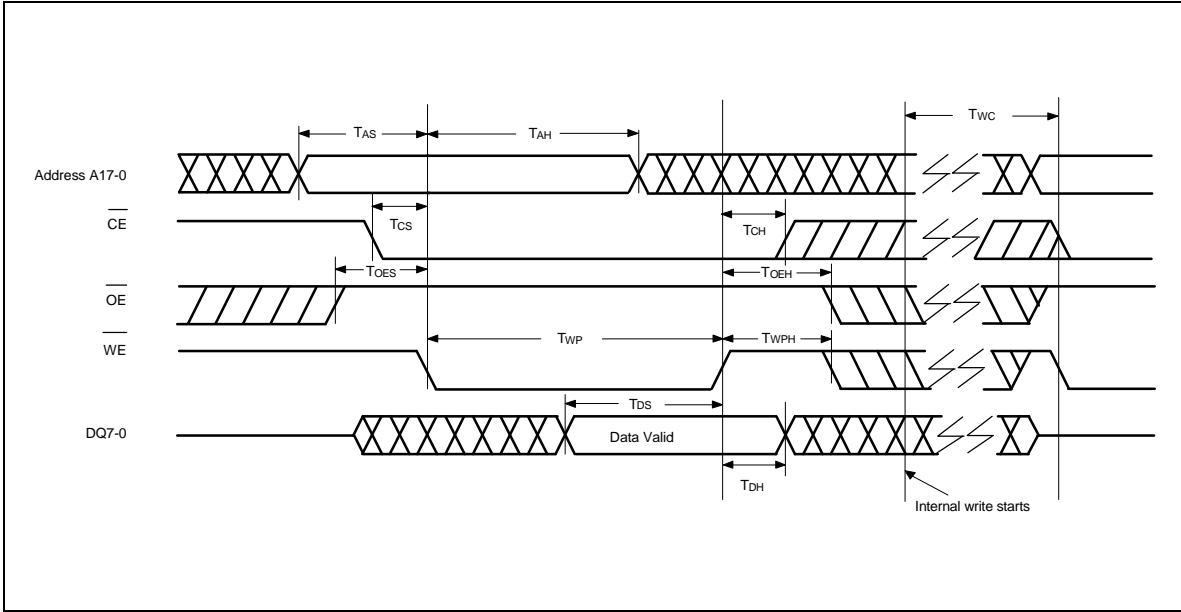 TWC
TAS
TAH
Address A17-0
CE
TCS
TCH
TOES
TOEH
OE
WE
TWP
TWPH
TDS
DQ7-0
Data Valid
TDH
Internal write starts